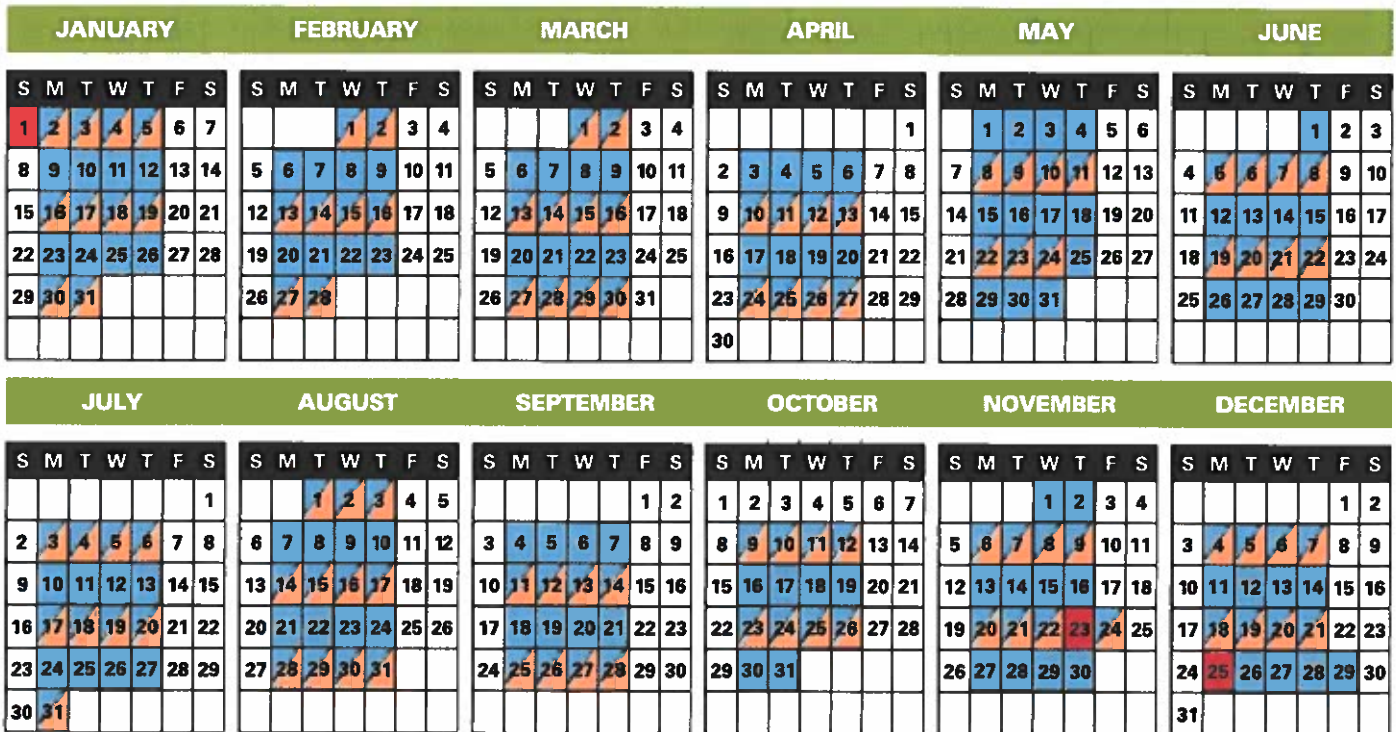 JANUARY FEBRUARY MARCH APRIL MAY JUNE
S M T W T F S S M T W T F S S M T W T F S S M T W T F S S M T W T F S S M T W T F S
1 2 3 4 5 6 7 1 2 3 4 1 2 3 4 1 1 2 3 4 5 6 1 2 3
8 9 10 11 12 13 14 5 6 7 8 9 10 11 5 6 7 8 9 10 11 2 3 4 5 6 7 8 7 8 9 10 11 12 13 4 5 6 7 8 9 10
15 16 17 18 19 20 21 12 13 14 15 16 17 18 12 13 14 15 16 17 18 9 10 11 12 13 14 15 14 15 16 17 18 19 20 11 12 13 14 15 16 17
22 23 24 25 26 27 28 19 20 21 22 23 24 25 19 20 21 22 23 24 25 16 17 18 19 20 21 22 21 22 23 24 25 26 27 18 19 20 21 22 23 24
29 30 31 26 27 28 26 27 28 29 30 31 23 24 25 26 27 28 29 28 29 30 31 25 26 27 28 29 30
30
JULY AUGUST SEPTEMBER OCTOBER NOVEMBER DECEMBER
S M T W T F S S M T W T F S S M T W T F S S M T W T F S S M T W T F S S M T W T F S
1 1 2 3 4 5 1 2 1 2 3 4 5 6 7 1 2 3 4 1 2
2 3 4 5 6 7 8 6 7 8 9 10 11 12 3 4 5 6 7 8 9 8 9 10 11 12 13 14 5 6 7 8 9 10 11 3 4 5 6 7 8 9
9 10 11 12 13 14 15 13 14 15 16 17 18 19 10 11 12 13 14 15 16 15 16 17 18 19 20 21 12 13 14 15 16 17 18 10 11 12 13 14 15 16
16 17 18 19 20 21 22 20 21 22 23 24 25 26 17 18 19 20 21 22 23 22 23 24 25 26 27 28 19 20 21 22 23 24 25 17 18 19 20 21 22 23
23 24 25 26 27 28 29 27 28 29 30 31 24 25 26 27 28 29 30 29 30 31 26 27 28 29 30 24 25 26 27 28 29 30
30 31 31